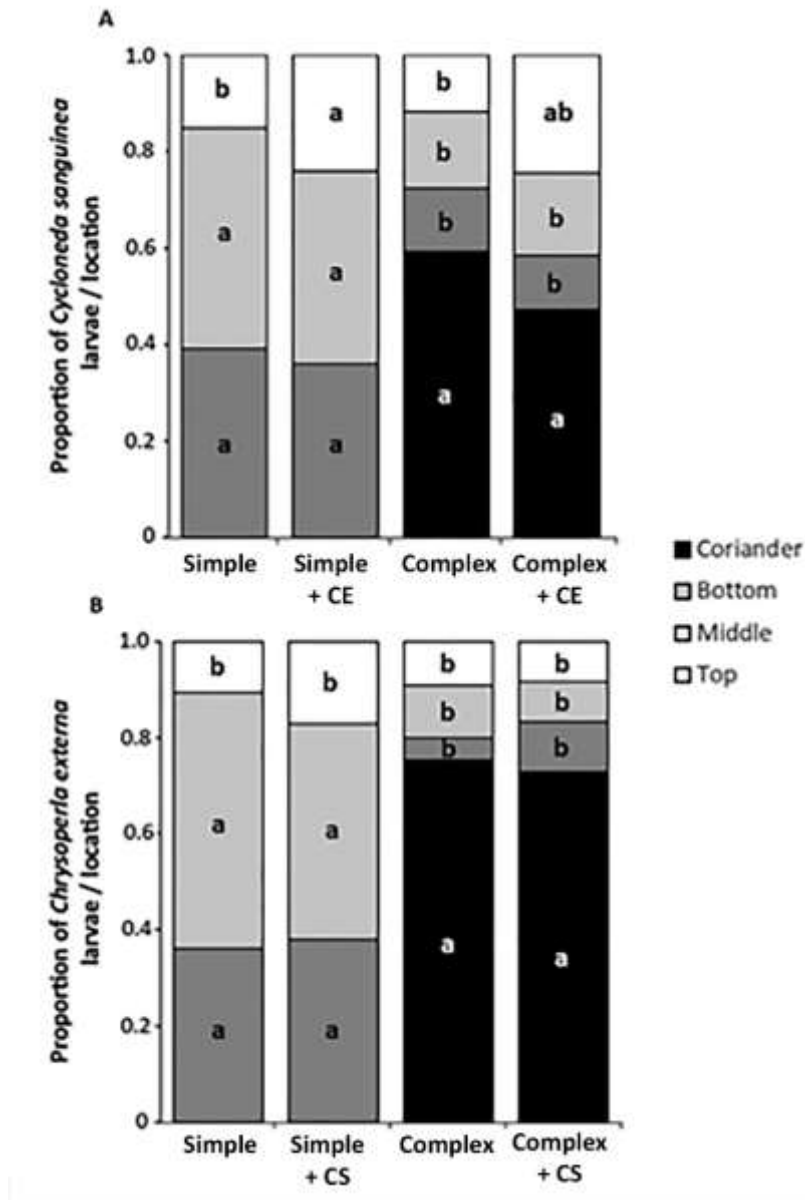 A
Proportion of Cycloneda sanguinea
larvae / location
1.0
0.8
0.6
0.4
0.2
0
b
a
a
a
a
a
b
b
b
a
ab
b
b
a
Simple
Simple
+ CE
Complex
Complex
+ CE
Coriander
Bottom
Middle
Top
B
Proportion of Chrysoperla externa
larvae / location
1.0
0.8
0.6
0.4
0.2
0
b
a
a
b
a
a
b
b
b
a
b
b
b
a
Simple
Simple
+ CS
Complex
Complex
+ CS